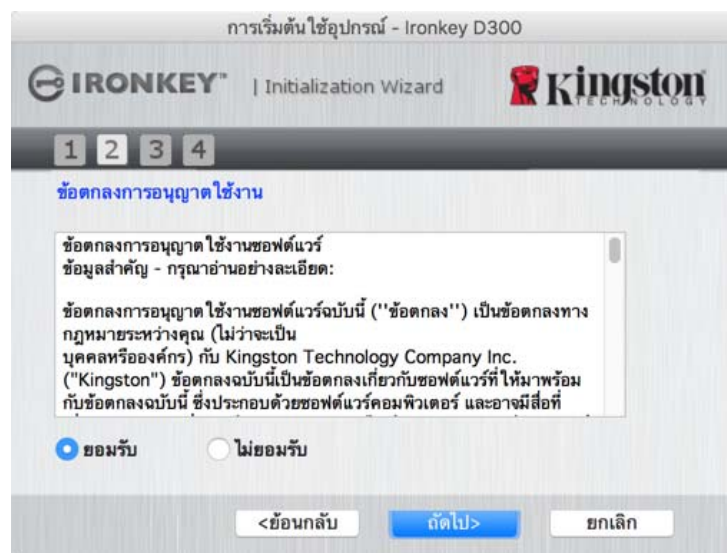 การเริ่มต้นใช้อุปกรณ์ - Ironkey D300
IRONKEY™ | Initialization Wizard Kingston
TECHNOLOGY
1 2 3 4
ข้อตกลงการอนุญาตใช้งาน
ข้อตกลงการอนุญาตใช้งานซอฟต์แวร์
ข้อมูลสำคัญ - กรุณาอ่านอย่างละเอียด:
ข้อตกลงการอนุญาตใช้งานซอฟต์แวร์ฉบับนี้ (''ข้อตกลง'') เป็นข้อตกลงทาง
กฎหมายระหว่างคุณ (ไม่ว่าจะเป็น
บุคคลหรือองค์กร) กับ Kingston Technology Company Inc.
("Kingston") ข้อตกลงฉบับนี้เป็นข้อตกลงเกี่ยวกับซอฟต์แวร์ที่ให้มาพร้อม
กับข้อตกลงฉบับนี้ ซึ่งประกอบด้วยซอฟต์แวร์คอมพิวเตอร์ และอาจมีสื่อที่
ยอมรับ ไม่ยอมรับ
<ย้อนกลับ ถัดไป> ยกเลิก